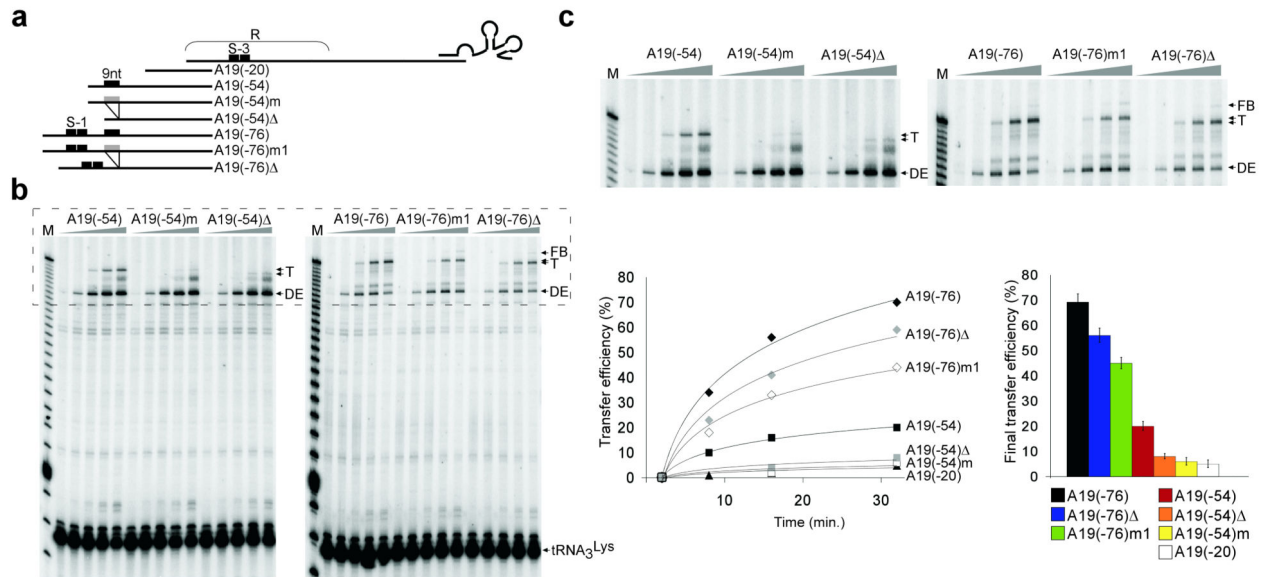 a
R
S-3
9nt
A19(-20)
A19(-54)
A19(-54)m
A19(-54)Δ
S-1
A19(-76)
A19(-76)m1
A19(-76)Δ
b
M
A19(-54)
A19(-54)m
A19(-54)Δ
T
DE
M
A19(-76)
A19(-76)m1
A19(-76)Δ
FB
T
DE
tRNA3Lys
c
M
A19(-54)
A19(-54)m
A19(-54)Δ
T
DE
M
A19(-76)
A19(-76)m1
A19(-76)Δ
FB
T
DE
Transfer efficiency (%)
80
70
60
50
40
30
20
10
0
10
20
30
Time (min.)
A19(-76)
A19(-76)Δ
A19(-76)m1
A19(-54)
A19(-54)Δ
A19(-54)m
A19(-20)
Final transfer efficiency (%)
80
70
60
50
40
30
20
10
0
A19(-76)
A19(-76)Δ
A19(-76)m1
A19(-54)
A19(-54)Δ
A19(-54)m
A19(-20)